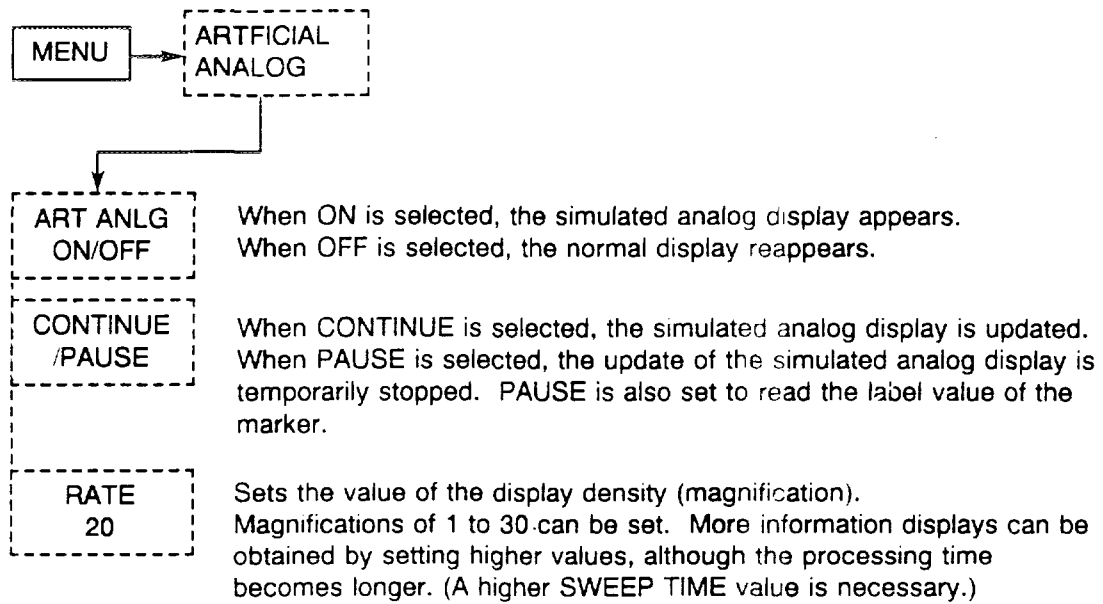 MENU
ARTFICIAL
ANALOG
ART ANLG
ON/OFF
When ON is selected, the simulated analog display appears.
When OFF is selected, the normal display reappears.
CONTINUE
/PAUSE
When CONTINUE is selected, the simulated analog display is updated.
When PAUSE is selected, the update of the simulated analog display is
temporarily stopped. PAUSE is also set to read the label value of the
marker.
RATE
20
Sets the value of the display density (magnification).
Magnifications of 1 to 30 can be set. More information displays can be
obtained by setting higher values, although the processing time
becomes longer. (A higher SWEEP TIME value is necessary.)